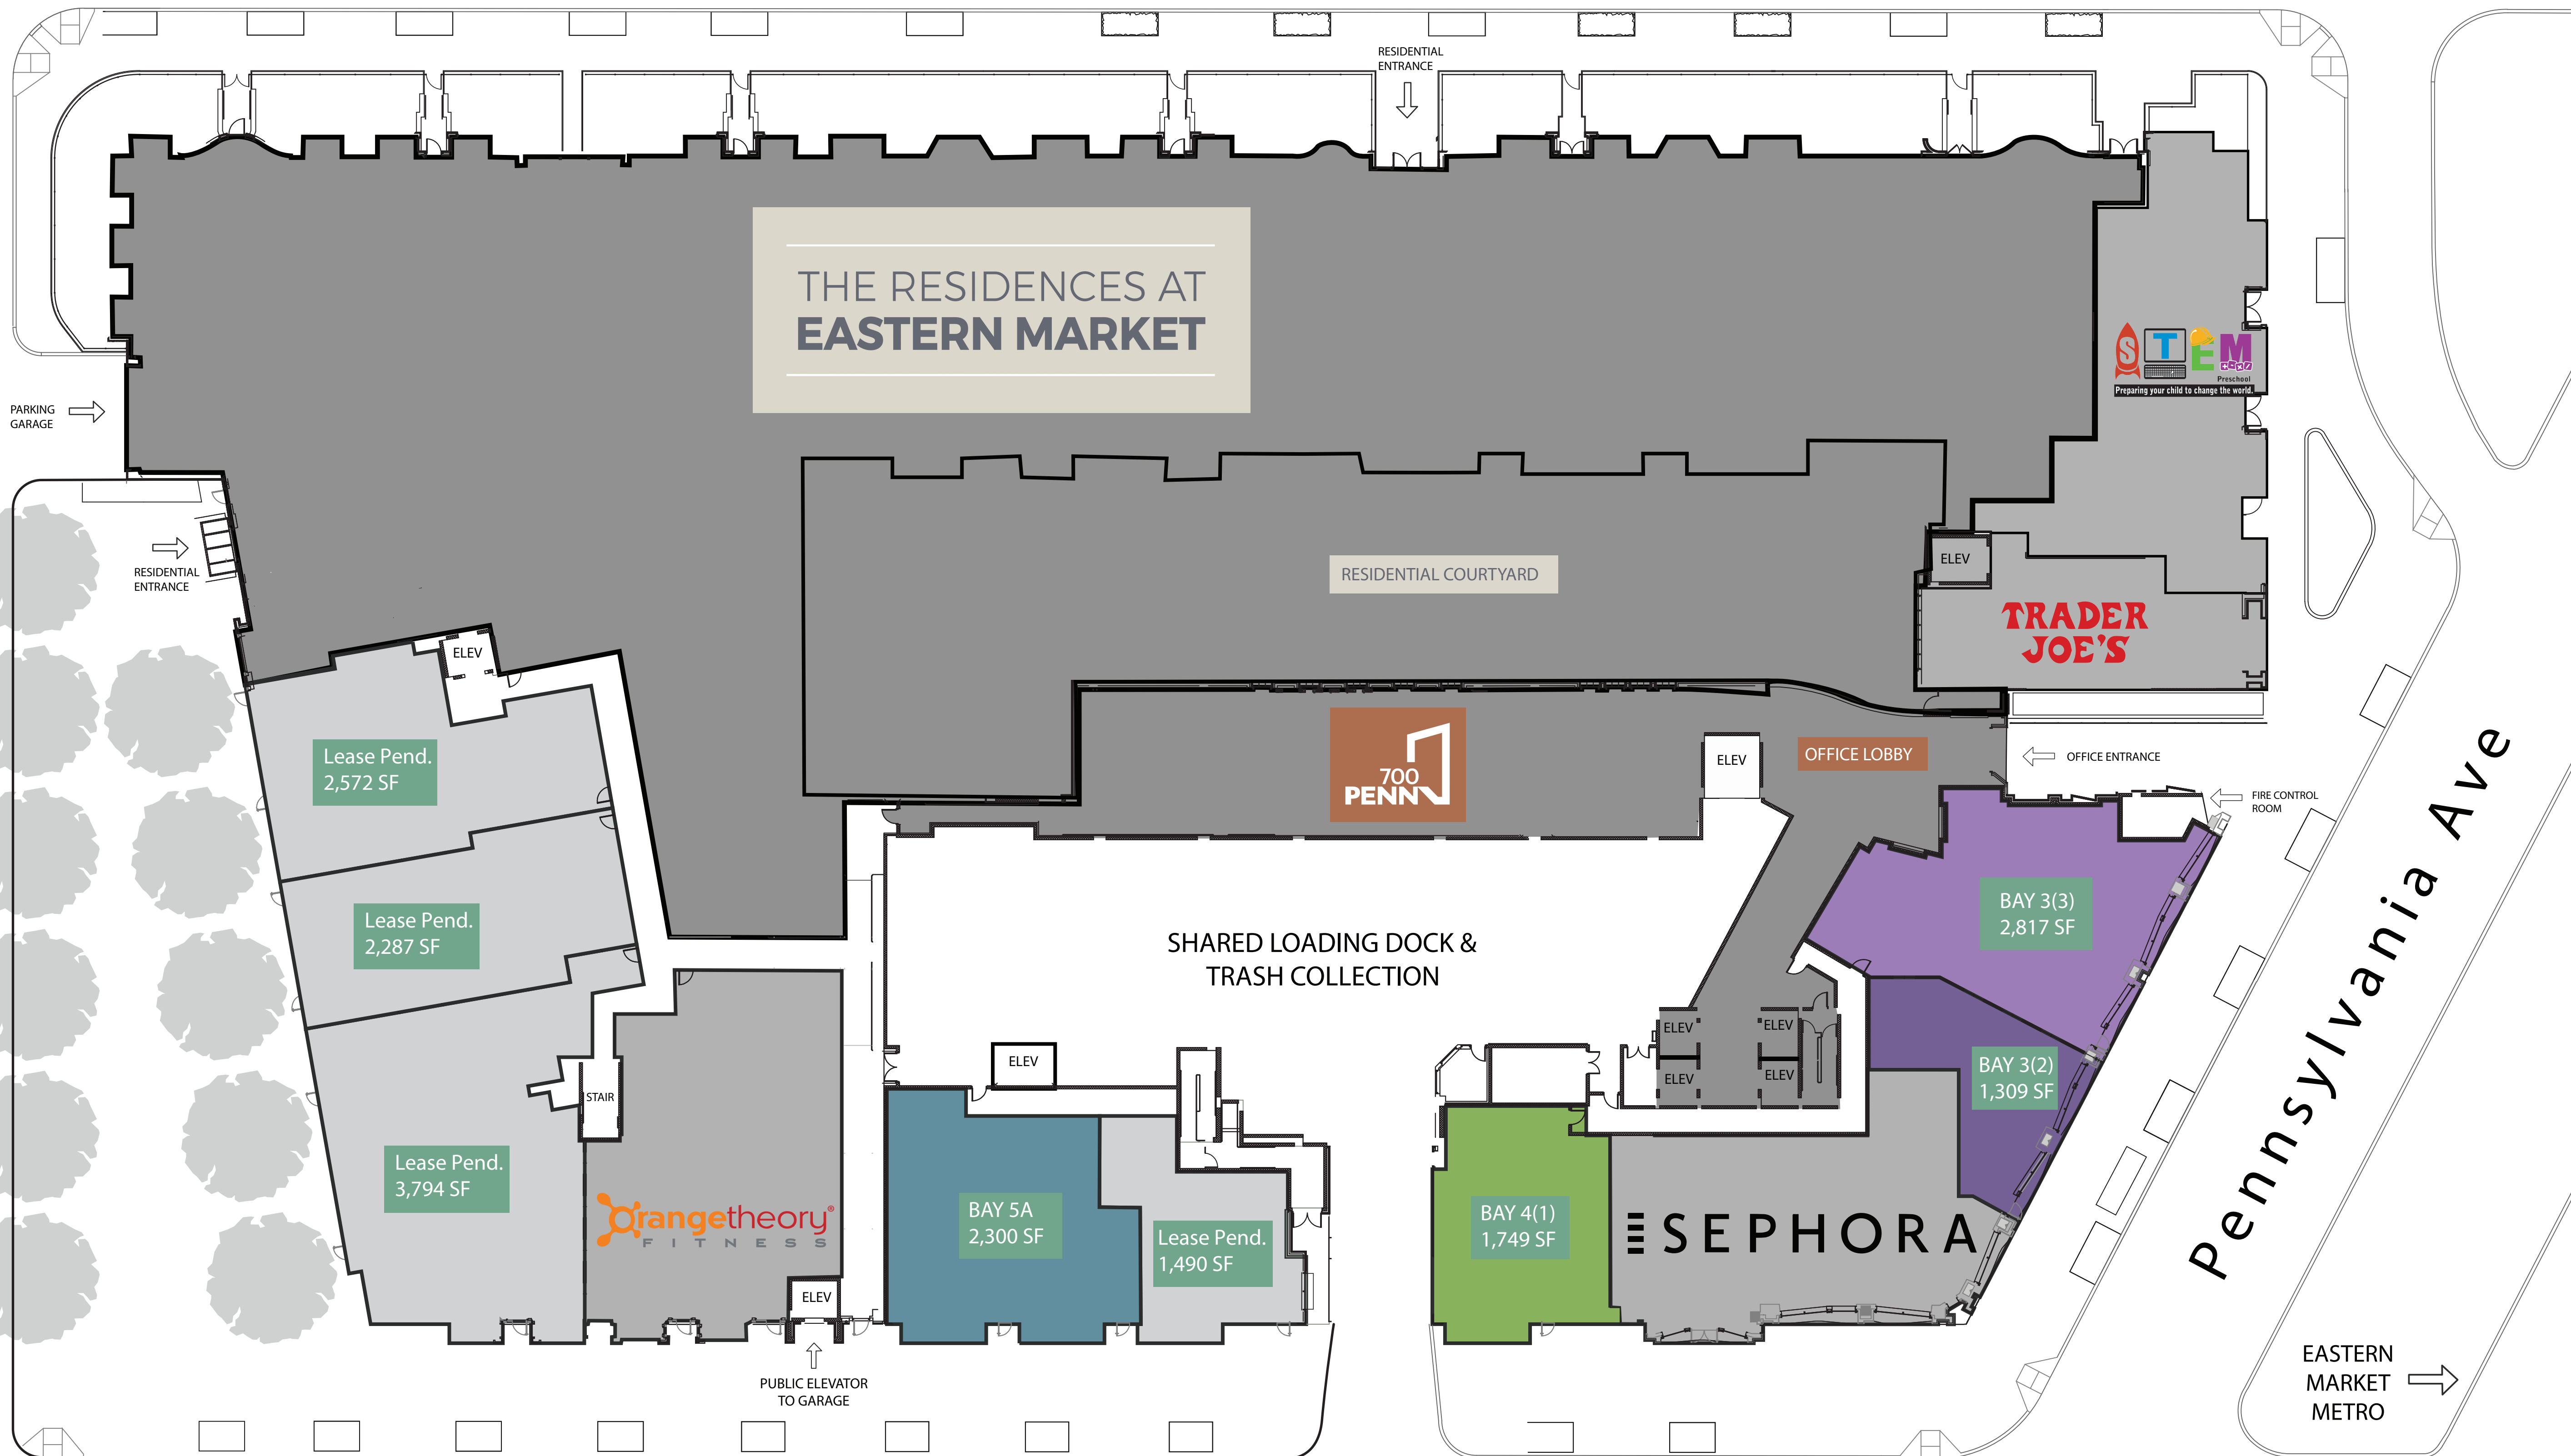 RESIDENTIAL
ENTRANCE
THE RESIDENCES AT
EASTERN MARKET
STEM
Preschool
Preparing your child to change the world.
PARKING
GARAGE
RESIDENTIAL
ENTRANCE
ELEV
RESIDENTIAL COURTYARD
TRADER
JOE'S
ELEV
Lease Pend.
2,572 SF
700
PENN
ELEV
OFFICE LOBBY
OFFICE ENTRANCE
FIRE CONTROL
ROOM
Pennsylvania Ave
Lease Pend.
2,287 SF
SHARED LOADING DOCK &
TRASH COLLECTION
BAY 3(3)
2,817 SF
ELEV
ELEV
ELEV
ELEV
ELEV
BAY 3(2)
1,309 SF
STAIR
Lease Pend.
3,794 SF
Orangetheory®
FITNESS
BAY 5A
2,300 SF
Lease Pend.
1,490 SF
BAY 4(1)
1,749 SF
SEPHORA
ELEV
PUBLIC ELEVATOR
TO GARAGE
EASTERN
MARKET
METRO